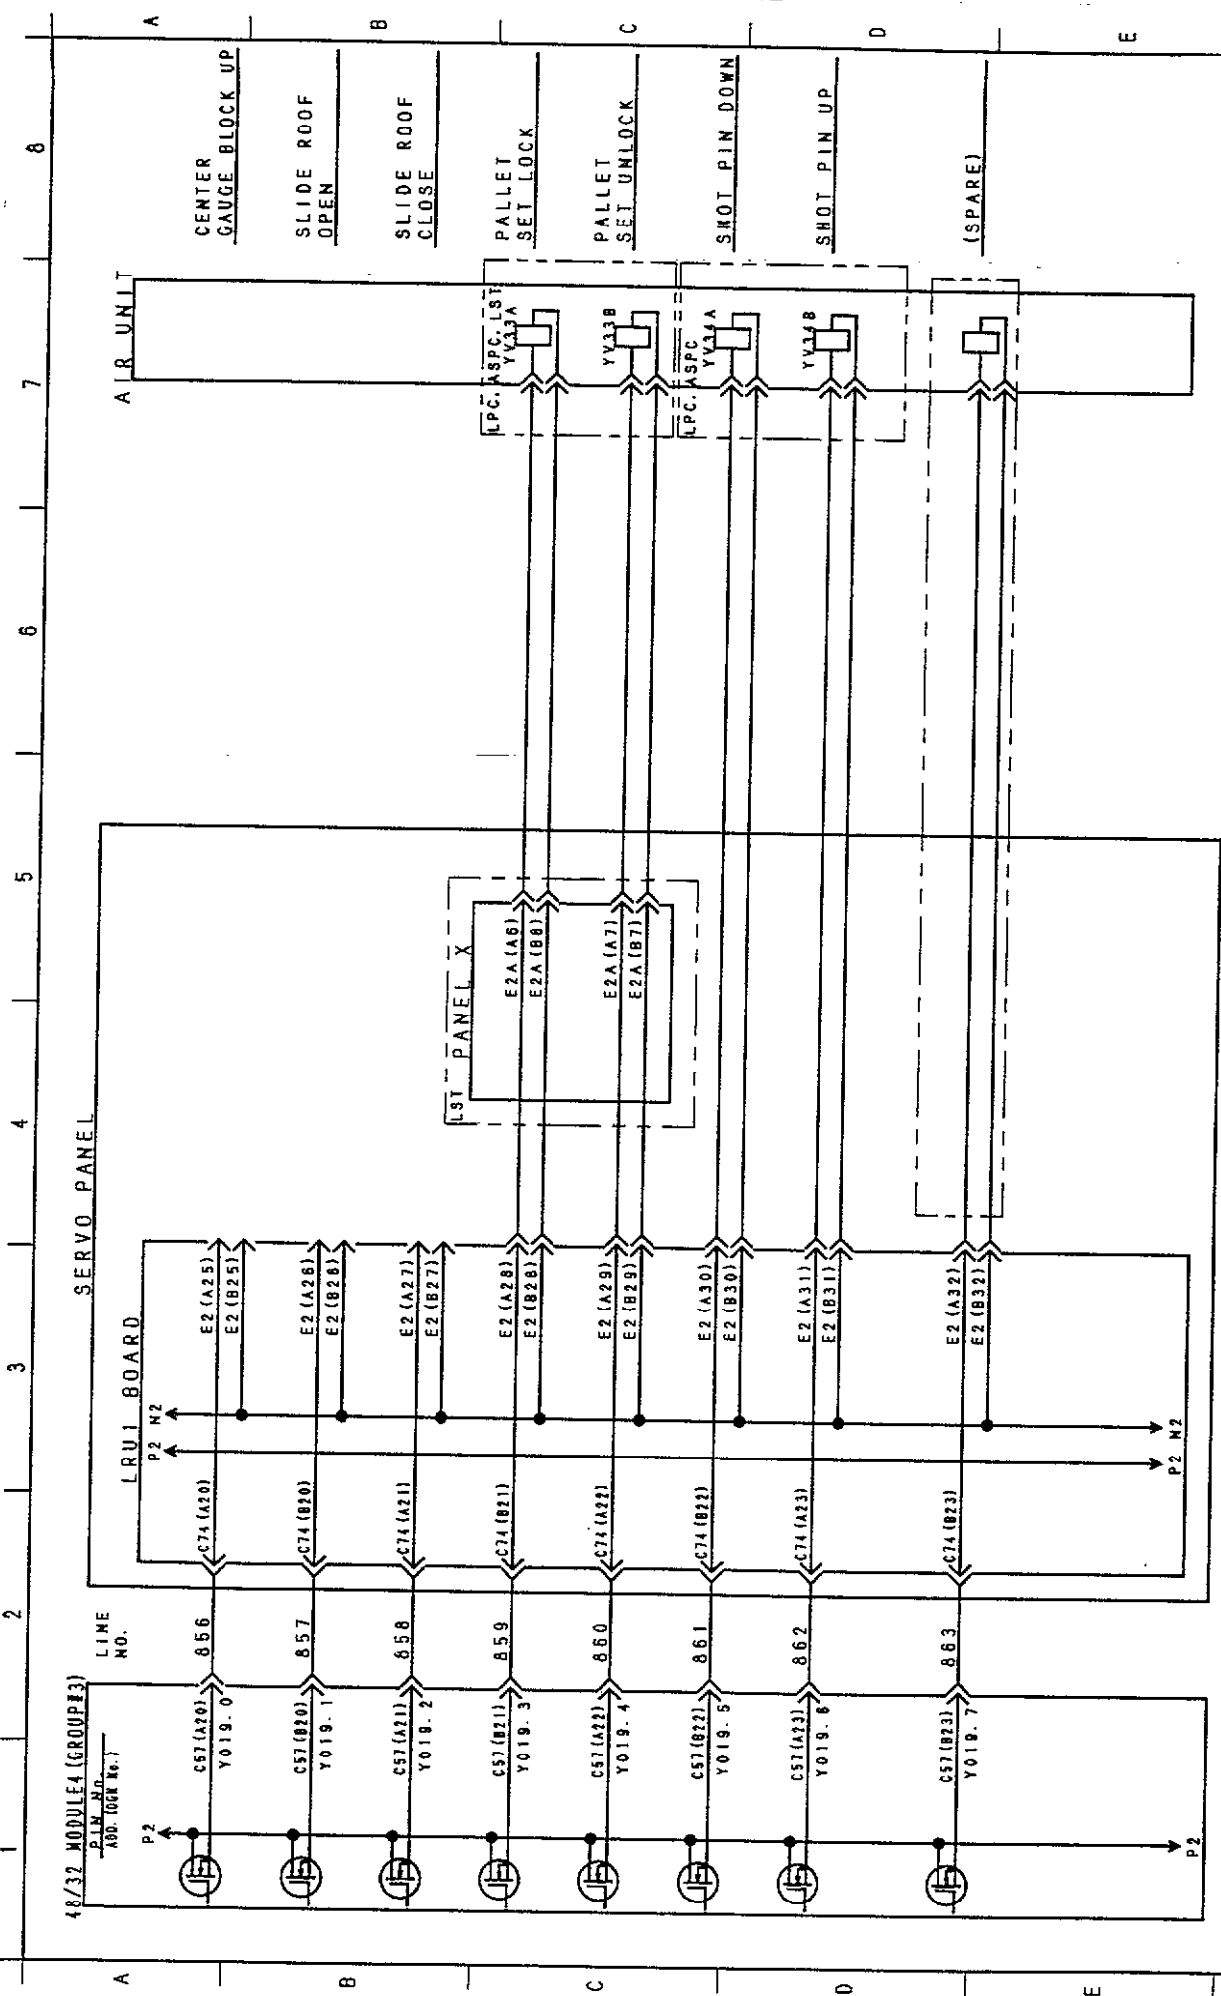 1
2
3
4
5
6
7
8
A
B
C
D
E
A
B
C
D
E
48/32 MODULE4 (GROUP#3)
PIN No.
LINE
NO.
SERVO PANEL
LRU1 BOARD
AIR UNIT
P2
P2
N2
C57(A20)
Y019.0
856
C74(A20)
E2(A25)
E2(B25)
CENTER
GAUGE BLOCK UP
C57(B20)
Y019.1
857
C74(B20)
E2(A26)
E2(B26)
SLIDE ROOF
OPEN
C57(A21)
Y019.2
858
C74(A21)
E2(A27)
E2(B27)
SLIDE ROOF
CLOSE
LST
PANEL X
LPC, ASPC, LST
C57(B21)
Y019.3
859
C74(B21)
E2(A28)
E2(B28)
E2A(A6)
E2A(B8)
YV33A
PALLET
SET LOCK
C57(A22)
Y019.4
860
C74(A22)
E2(A29)
E2(B29)
E2A(A7)
E2A(B7)
YV33B
PALLET
SET UNLOCK
LPC, ASPC
C57(B22)
Y019.5
861
C74(B22)
E2(A30)
E2(B30)
YV34A
SHOT PIN DOWN
C57(A23)
Y019.6
862
C74(A23)
E2(A31)
E2(B31)
YV34B
SHOT PIN UP
C57(B23)
Y019.7
863
C74(B23)
E2(A32)
E2(B32)
(SPARE)
P2
P2
N2